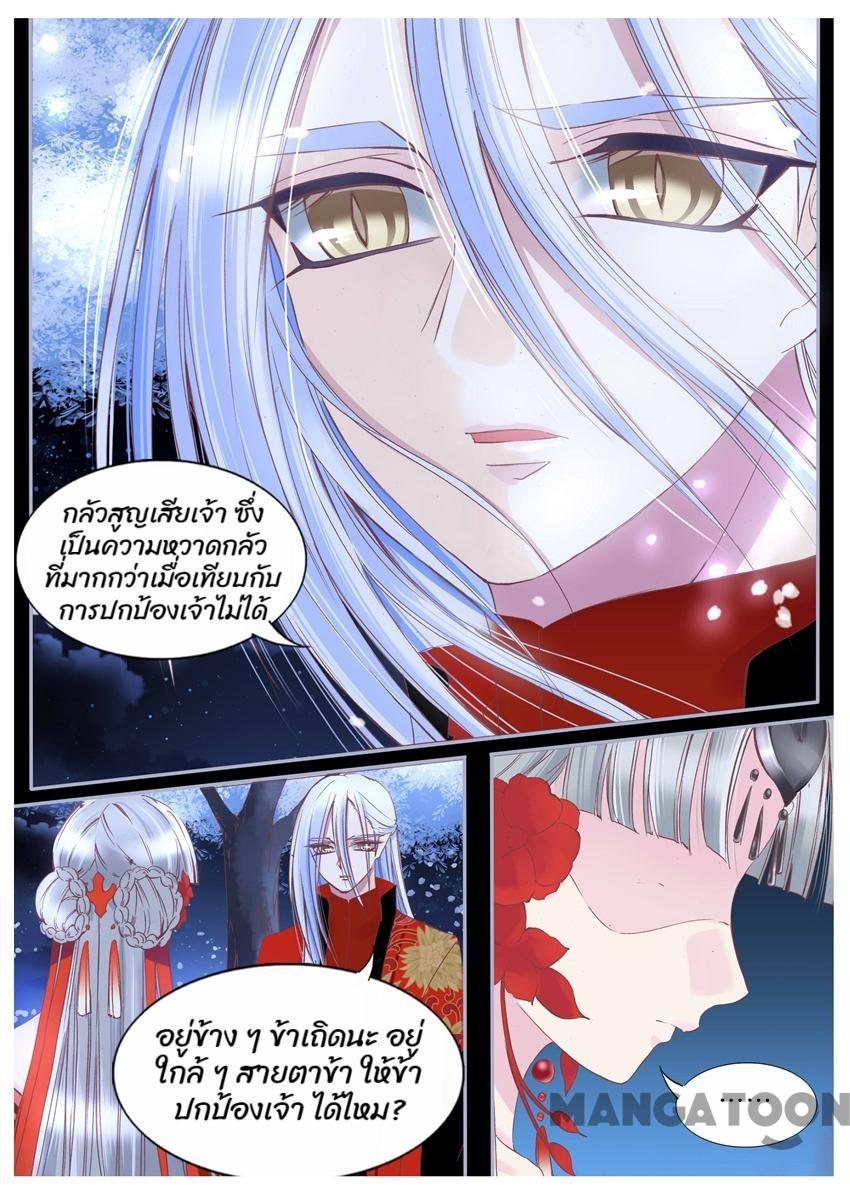 กลัวสูญเสียเจ้า ซึ่ง
เป็นความหวาดกลัว
ที่มากกว่าเมื่อเทียบกับ
การปกป้องเจ้าไม่ได้
อยู่ข้าง ๆ ข้าเถิดนะ อยู่
ใกล้ ๆ สายตาข้า ให้ข้า
ปกป้องเจ้า ได้ไหม?
......
MANGATOON